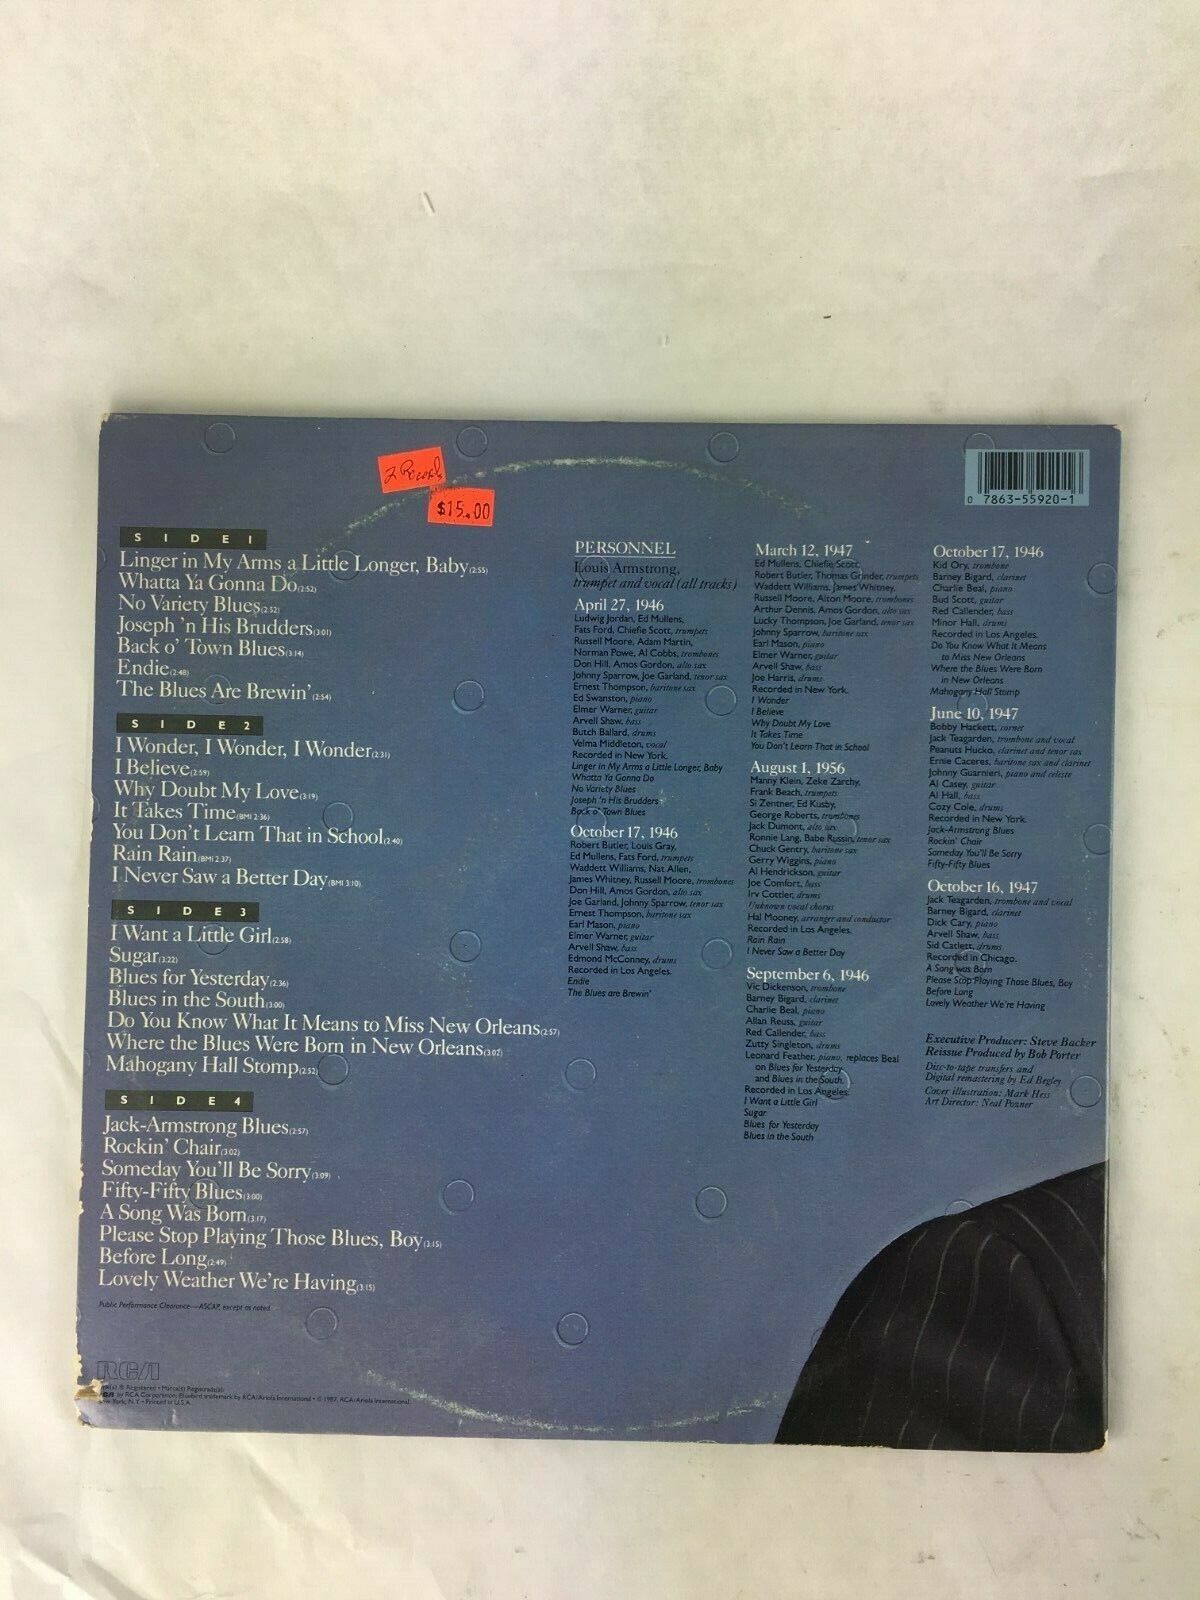 2 Records
$15.00
0 7863-55920-1
SIDE 1
Linger in My Arms a Little Longer, Baby (2:55)
Whatta Ya Gonna Do (2:52)
No Variety Blues (2:52)
Joseph 'n His Brudders (3:01)
Back o' Town Blues (3:14)
Endie (2:48)
The Blues Are Brewin' (2:54)
SIDE 2
I Wonder, I Wonder, I Wonder (2:31)
I Believe (2:59)
Why Doubt My Love (3:19)
It Takes Time (BMI 2:36)
You Don't Learn That in School (2:40)
Rain Rain (BMI 2:37)
I Never Saw a Better Day (BMI 3:10)
SIDE 3
I Want a Little Girl (2:58)
Sugar (3:22)
Blues for Yesterday (2:36)
Blues in the South (3:00)
Do You Know What It Means to Miss New Orleans (2:57)
Where the Blues Were Born in New Orleans (3:02)
Mahogany Hall Stomp (2:52)
SIDE 4
Jack-Armstrong Blues (2:57)
Rockin' Chair (3:02)
Someday You'll Be Sorry (3:09)
Fifty-Fifty Blues (3:00)
A Song Was Born (3:17)
Please Stop Playing Those Blues, Boy (3:15)
Before Long (2:49)
Lovely Weather We're Having (3:15)
Public Performance Clearance—ASCAP, except as noted.
RCA
® Registered • Marca(s) Registrada(s)
RCA by RCA Corporation; Bluebird trademark by RCA/Ariola International • © 1987, RCA/Ariola International
New York, N.Y. • Printed in U.S.A.
PERSONNEL
Louis Armstrong,
trumpet and vocal (all tracks)
April 27, 1946
Ludwig Jordan, Ed Mullens,
Fats Ford, Chiefie Scott, trumpets
Russell Moore, Adam Martin,
Norman Powe, Al Cobbs, trombones
Don Hill, Amos Gordon, alto sax
Johnny Sparrow, Joe Garland, tenor sax
Ernest Thompson, baritone sax
Ed Swanston, piano
Elmer Warner, guitar
Arvell Shaw, bass
Butch Ballard, drums
Velma Middleton, vocal
Recorded in New York.
Linger in My Arms a Little Longer, Baby
Whatta Ya Gonna Do
No Variety Blues
Joseph 'n His Brudders
Back o' Town Blues
October 17, 1946
Robert Butler, Louis Gray,
Ed Mullens, Fats Ford, trumpets
Waddett Williams, Nat Allen,
James Whitney, Russell Moore, trombones
Don Hill, Amos Gordon, alto sax
Joe Garland, Johnny Sparrow, tenor sax
Ernest Thompson, baritone sax
Earl Mason, piano
Elmer Warner, guitar
Arvell Shaw, bass
Edmond McConney, drums
Recorded in Los Angeles.
Endie
The Blues are Brewin'
March 12, 1947
Ed Mullens, Chiefie Scott,
Robert Butler, Thomas Grinder, trumpets
Waddett Williams, James Whitney,
Russell Moore, Alton Moore, trombones
Arthur Dennis, Amos Gordon, alto sax
Lucky Thompson, Joe Garland, tenor sax
Johnny Sparrow, baritone sax
Earl Mason, piano
Elmer Warner, guitar
Arvell Shaw, bass
Joe Harris, drums
Recorded in New York.
I Wonder
I Believe
Why Doubt My Love
It Takes Time
You Don't Learn That in School
August 1, 1956
Manny Klein, Zeke Zarchy,
Frank Beach, trumpets
Si Zentner, Ed Kusby,
George Roberts, trombones
Jack Dumont, alto sax
Ronnie Lang, Babe Russin, tenor sax
Chuck Gentry, baritone sax
Gerry Wiggins, piano
Al Hendrickson, guitar
Joe Comfort, bass
Irv Cottler, drums
Unknown vocal chorus
Hal Mooney, arranger and conductor
Recorded in Los Angeles.
Rain Rain
I Never Saw a Better Day
September 6, 1946
Vic Dickenson, trombone
Barney Bigard, clarinet
Charlie Beal, piano
Allan Reuss, guitar
Red Callender, bass
Zutty Singleton, drums
Leonard Feather, piano, replaces Beal
on Blues for Yesterday
and Blues in the South.
Recorded in Los Angeles.
I Want a Little Girl
Sugar
Blues for Yesterday
Blues in the South
October 17, 1946
Kid Ory, trombone
Barney Bigard, clarinet
Charlie Beal, piano
Bud Scott, guitar
Red Callender, bass
Minor Hall, drums
Recorded in Los Angeles.
Do You Know What It Means
to Miss New Orleans
Where the Blues Were Born
in New Orleans
Mahogany Hall Stomp
June 10, 1947
Bobby Hackett, cornet
Jack Teagarden, trombone and vocal
Peanuts Hucko, clarinet and tenor sax
Ernie Caceres, baritone sax and clarinet
Johnny Guarnieri, piano and celeste
Al Casey, guitar
Al Hall, bass
Cozy Cole, drums
Recorded in New York.
Jack-Armstrong Blues
Rockin' Chair
Someday You'll Be Sorry
Fifty-Fifty Blues
October 16, 1947
Jack Teagarden, trombone and vocal
Barney Bigard, clarinet
Dick Cary, piano
Arvell Shaw, bass
Sid Catlett, drums
Recorded in Chicago.
A Song was Born
Please Stop Playing Those Blues, Boy
Before Long
Lovely Weather We're Having
Executive Producer: Steve Backer
Reissue Produced by Bob Porter
Disc-to-tape transfers and
Digital remastering by Ed Begley
Cover illustration: Mark Hess
Art Director: Neal Pozner